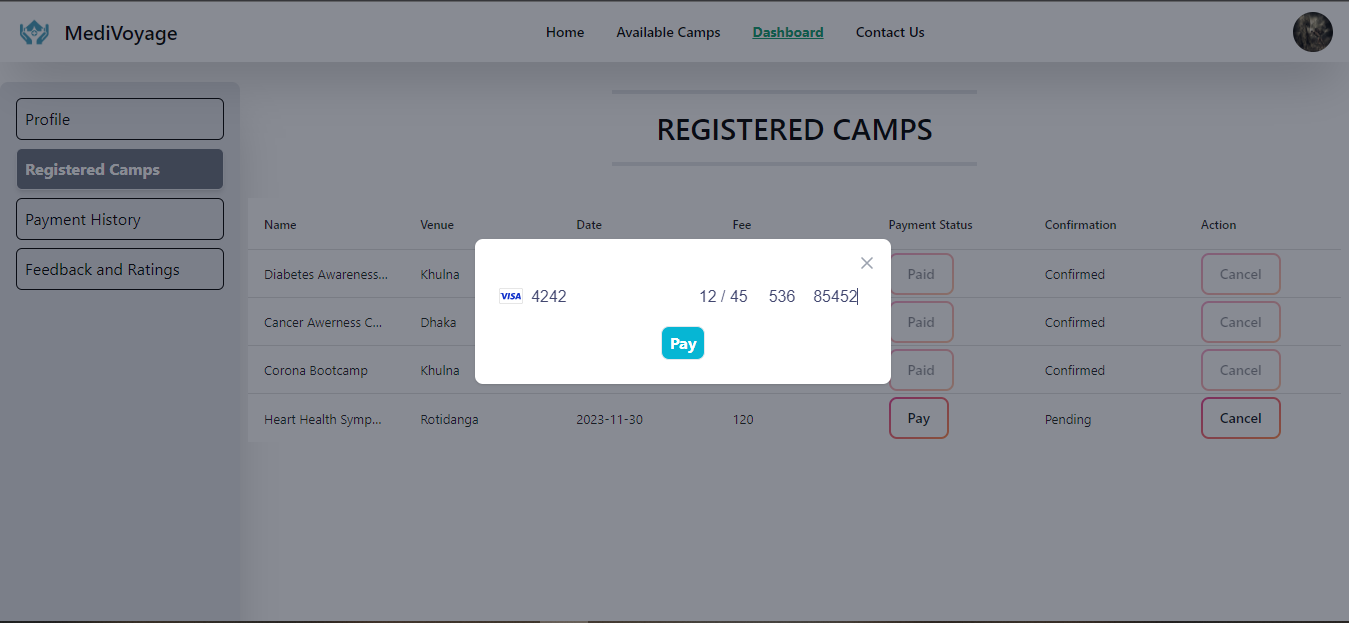 MediVoyage
Home Available Camps Dashboard Contact Us
Profile
Registered Camps
Payment History
Feedback and Ratings
REGISTERED CAMPS
Name Venue Date Fee Payment Status Confirmation Action
Diabetes Awareness... Khulna Paid Confirmed Cancel
VISA 4242 12 / 45 536 85452
Cancer Awerness C... Dhaka Paid Confirmed Cancel
Pay
Corona Bootcamp Khulna Paid Confirmed Cancel
Heart Health Symp... Rotidanga 2023-11-30 120 Pay Pending Cancel